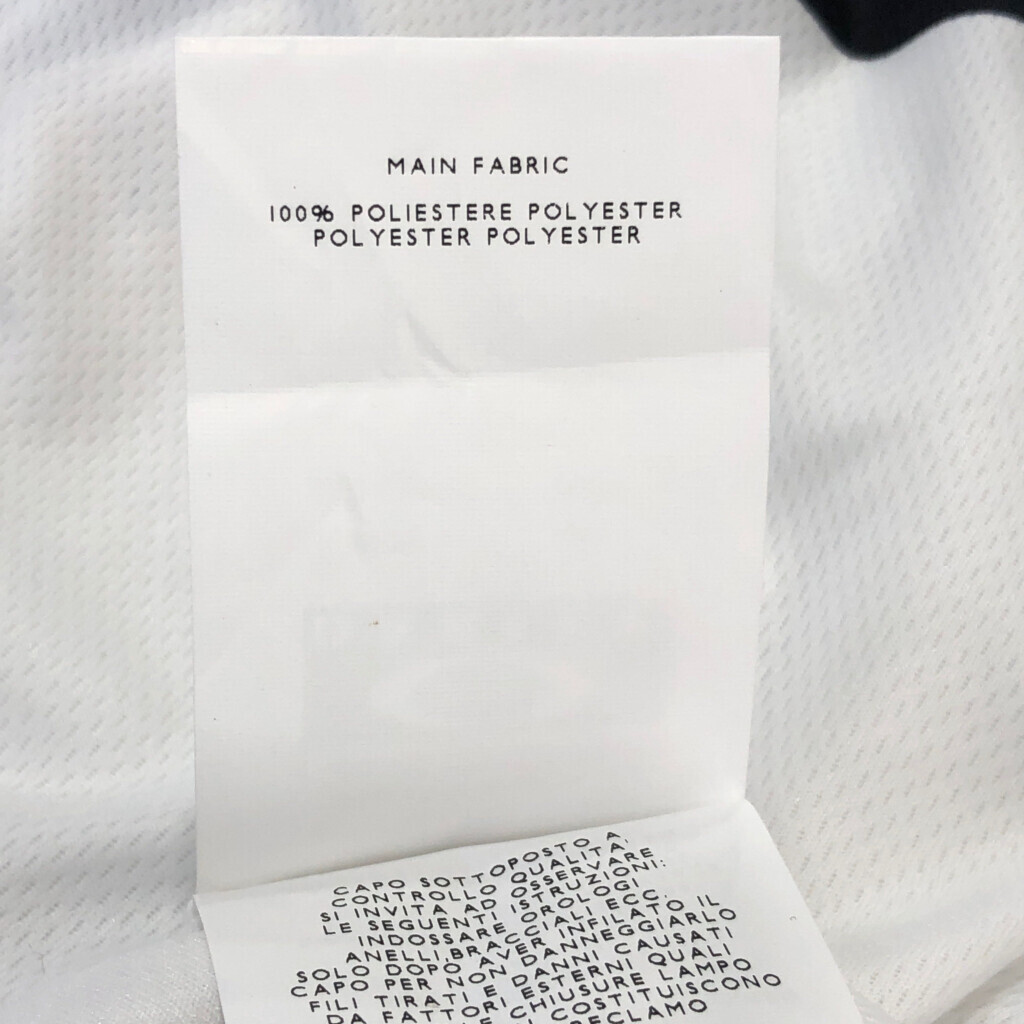 MAIN FABRIC
100% POLIESTERE POLYESTER
POLYESTER POLYESTER
CAPO SOTTOPOSTO A
CONTROLLO QUALITA'
SI INVITA AD OSSERVARE
LE SEGUENTI ISTRUZIONI:
INDOSSARE OROLOGI
ANELLI, BRACCIALI ECC.
SOLO DOPO AVER INFILATO IL
CAPO PER NON DANNEGGIARLO
FILI TIRATI E DANNI CAUSATI
DA FATTORI ESTERNI QUALI
CHIUSURE LAMPO
COSTITUISCONO
RECLAMO